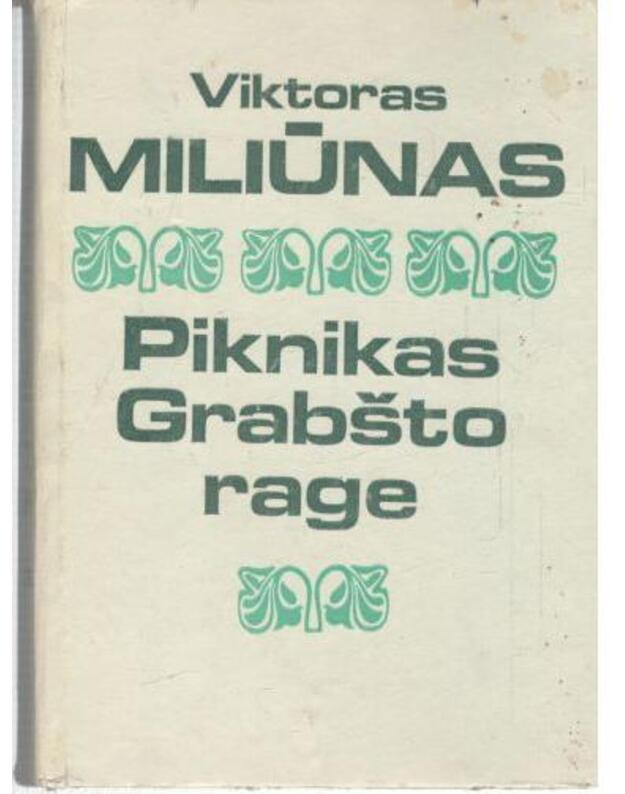 Viktoras
MILIŪNAS
Piknikas
Grabšto
rage